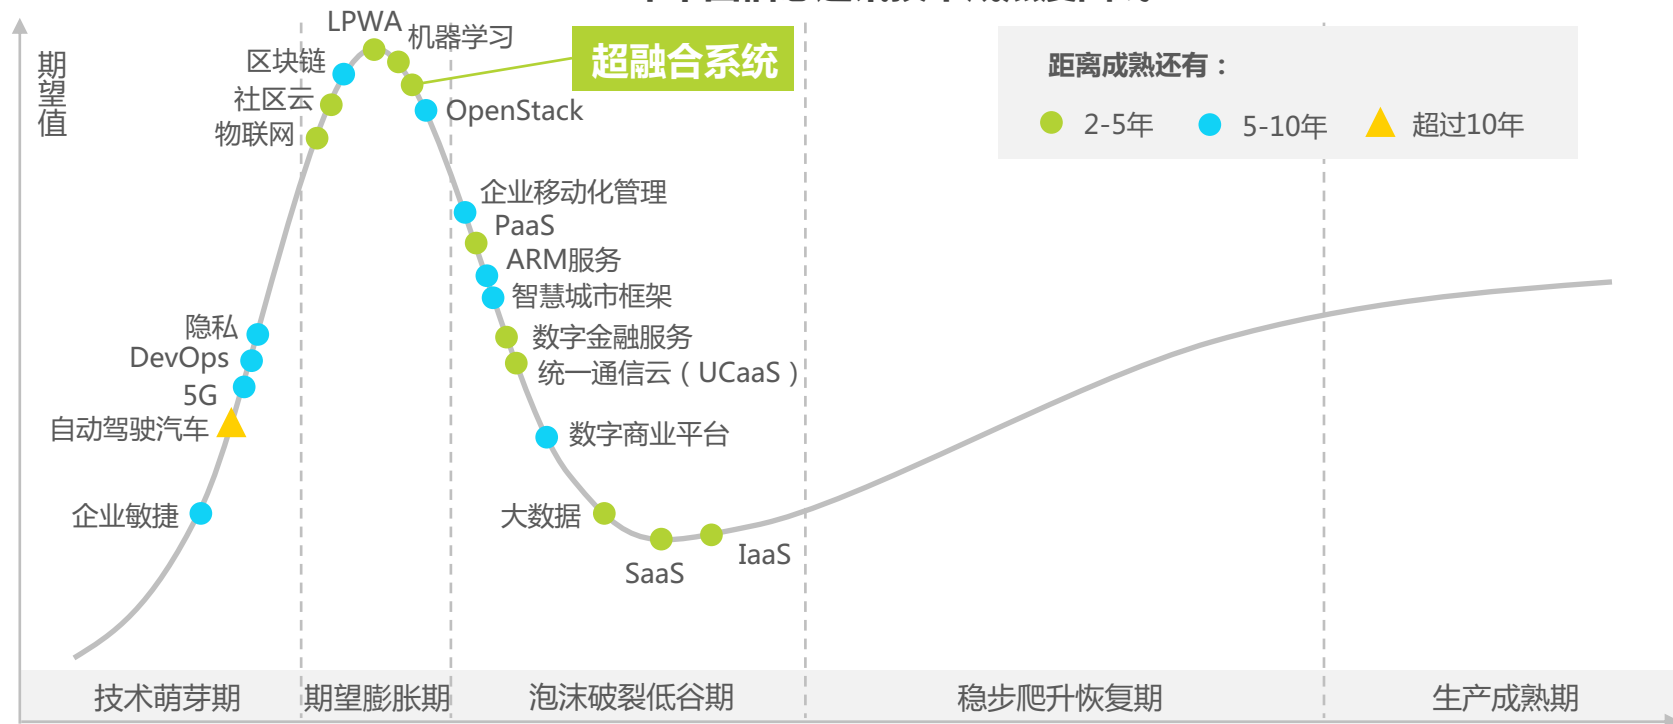 期望值
LPWA
机器学习
区块链
超融合系统
社区云
OpenStack
物联网
距离成熟还有：
2-5年
5-10年
超过10年
企业移动化管理
PaaS
ARM服务
智慧城市框架
隐私
数字金融服务
DevOps
统一通信云（UCaaS）
5G
自动驾驶汽车
数字商业平台
企业敏捷
大数据
IaaS
SaaS
技术萌芽期
期望膨胀期
泡沫破裂低谷期
稳步爬升恢复期
生产成熟期